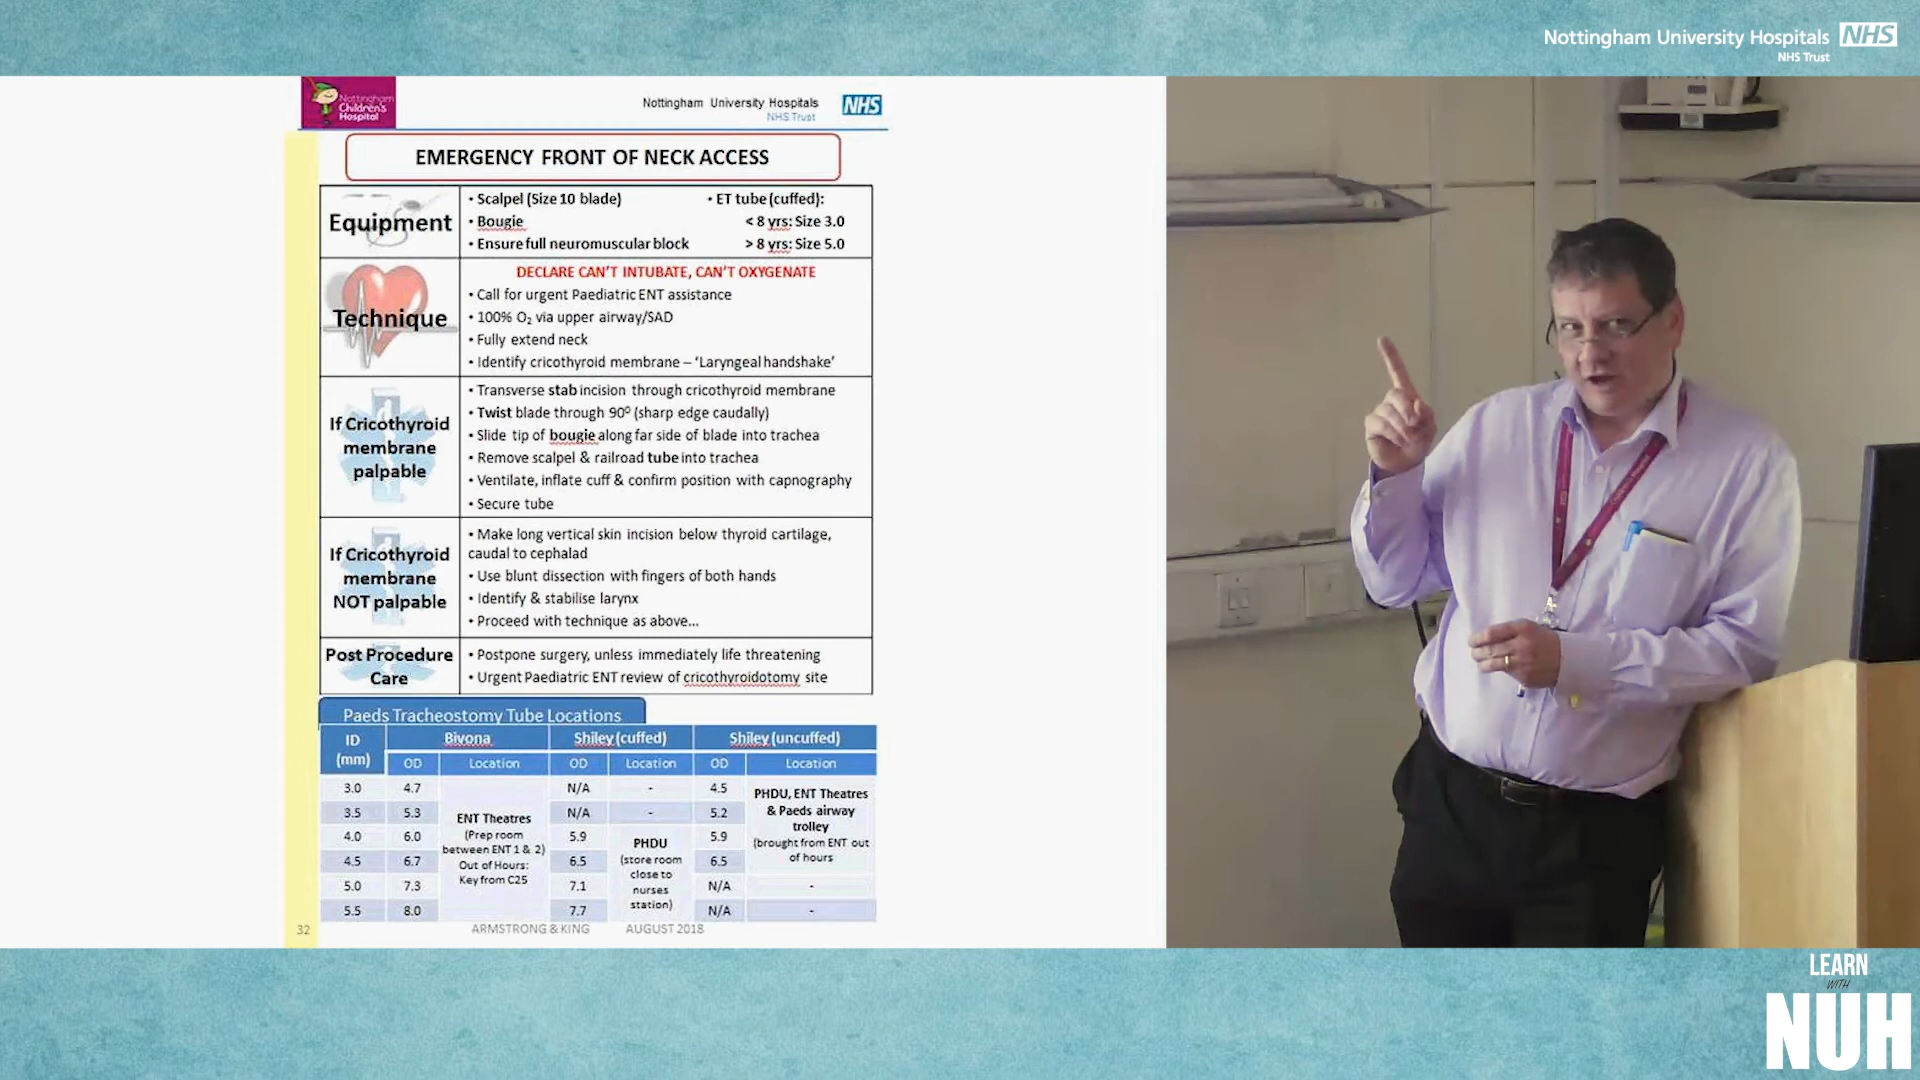 Nottingham University Hospitals NHS
NHS Trust
Nottingham
Children's
Hospital
Nottingham University Hospitals NHS
NHS Trust
EMERGENCY FRONT OF NECK ACCESS
Equipment
• Scalpel (Size 10 blade)
• Bougie
• Ensure full neuromuscular block
• ET tube (cuffed):
< 8 yrs: Size 3.0
> 8 yrs: Size 5.0
Technique
DECLARE CAN'T INTUBATE, CAN'T OXYGENATE
• Call for urgent Paediatric ENT assistance
• 100% O₂ via upper airway/SAD
• Fully extend neck
• Identify cricothyroid membrane – 'Laryngeal handshake'
If Cricothyroid
membrane
palpable
• Transverse stab incision through cricothyroid membrane
• Twist blade through 90⁰ (sharp edge caudally)
• Slide tip of bougie along far side of blade into trachea
• Remove scalpel & railroad tube into trachea
• Ventilate, inflate cuff & confirm position with capnography
• Secure tube
If Cricothyroid
membrane
NOT palpable
• Make long vertical skin incision below thyroid cartilage,
caudal to cephalad
• Use blunt dissection with fingers of both hands
• Identify & stabilise larynx
• Proceed with technique as above...
Post Procedure
Care
• Postpone surgery, unless immediately life threatening
• Urgent Paediatric ENT review of cricothyroidotomy site
Paeds Tracheostomy Tube Locations
ID
(mm)
Bivona
Shiley (cuffed)
Shiley (uncuffed)
OD Location OD Location OD Location
3.0 4.7 N/A - 4.5
3.5 5.3 N/A - 5.2
4.0 6.0 5.9 5.9
4.5 6.7 6.5 6.5
5.0 7.3 7.1 N/A -
5.5 8.0 7.7 N/A -
ENT Theatres
(Prep room
between ENT 1 & 2)
Out of Hours:
Key from C25
PHDU
(store room
close to
nurses
station)
PHDU, ENT Theatres
& Paeds airway
trolley
(brought from ENT out
of hours
32
ARMSTRONG & KING
AUGUST 2018
LEARN
WITH
NUH